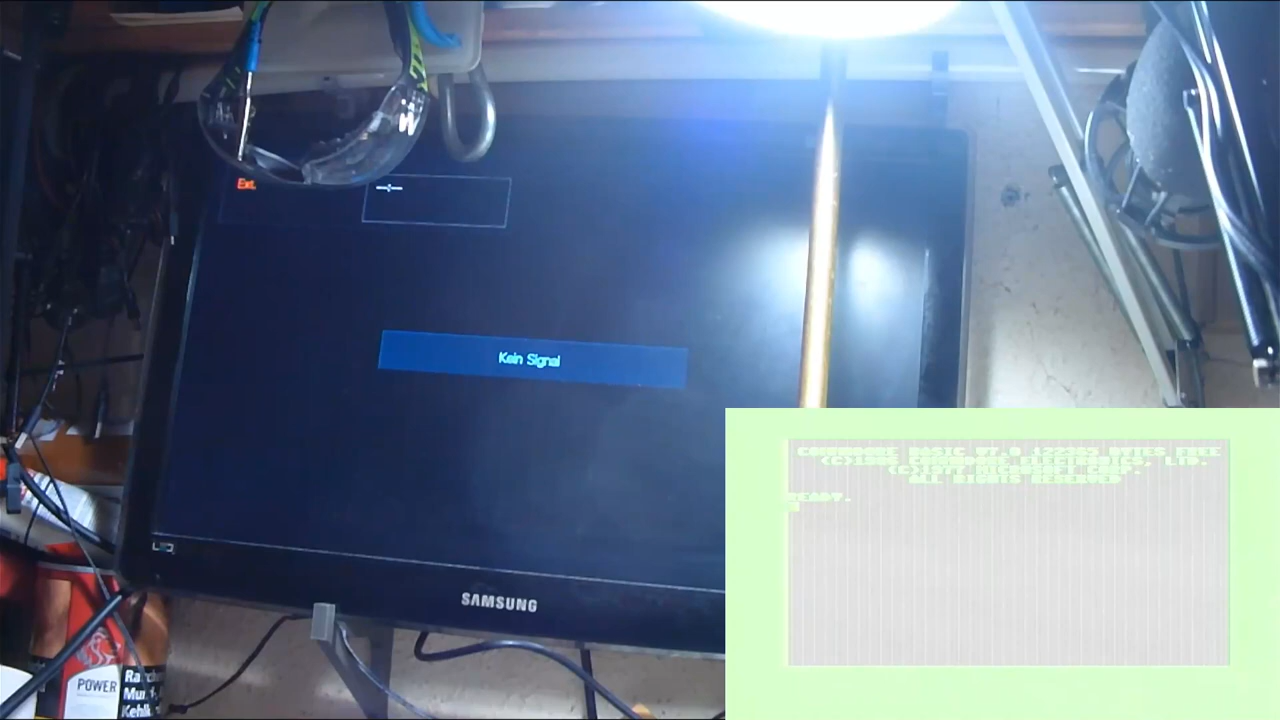 Ext.
Kein Signal
SAMSUNG
COMMODORE BASIC V7.0 122365 BYTES FREE
(C)1985 COMMODORE ELECTRONICS, LTD.
(C)1977 MICROSOFT CORP.
ALL RIGHTS RESERVED
READY.
POWER